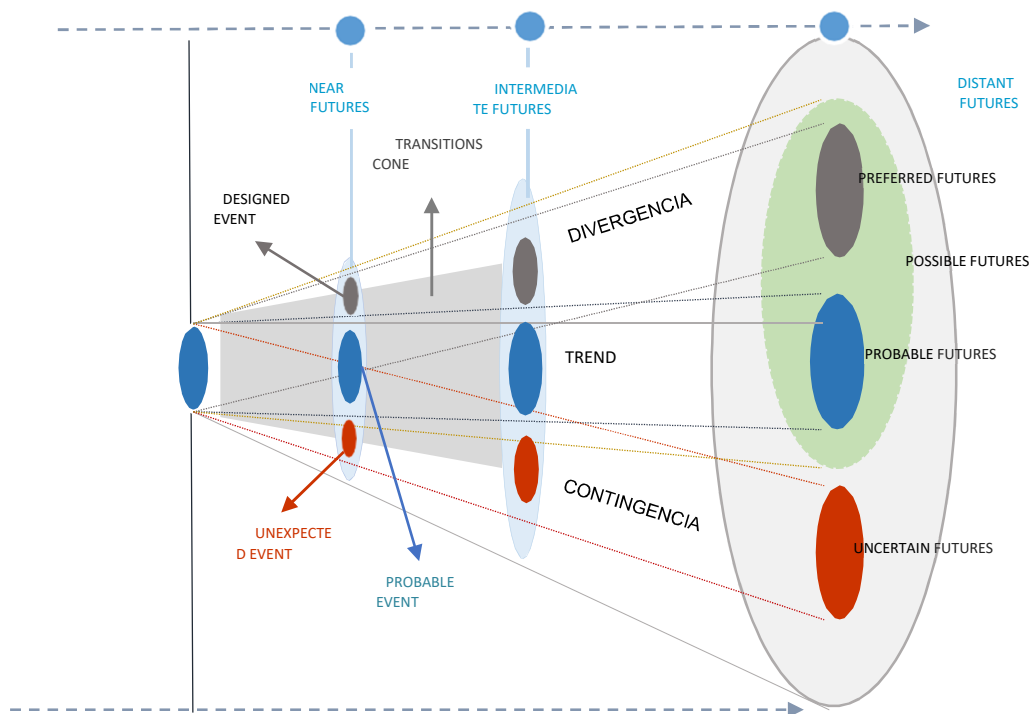 NEAR
FUTURES
INTERMEDIA
TE FUTURES
DISTANT
FUTURES
TRANSITIONS
CONE
DESIGNED
EVENT
DIVERGENCIA
PREFERRED FUTURES
POSSIBLE FUTURES
TREND
PROBABLE FUTURES
CONTINGENCIA
UNEXPECTE
D EVENT
UNCERTAIN FUTURES
PROBABLE
EVENT